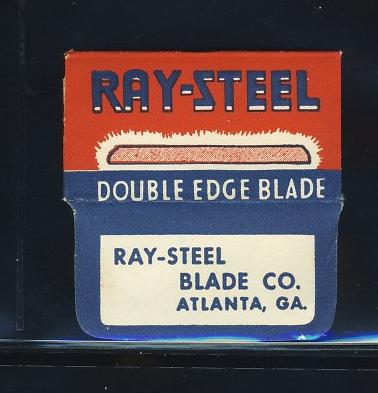 RAY-STEEL
DOUBLE EDGE BLADE
RAY-STEEL
BLADE CO.
ATLANTA, GA.